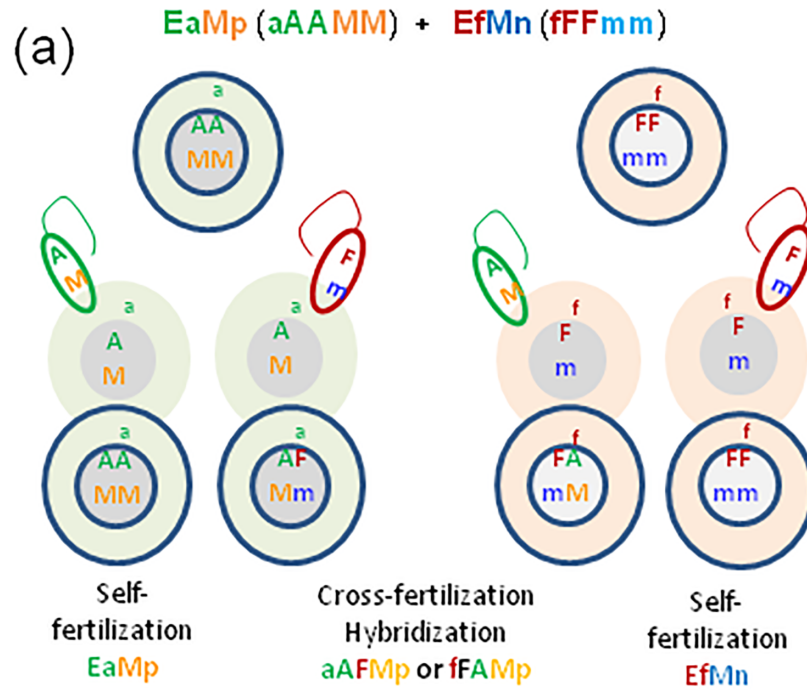 EaMp (aAAMM) + EfMn (fFFmm)
(a)
a
AA
MM
f
FF
mm
A
M
a
A
M
F
m
a
A
M
A
M
f
F
m
F
m
f
F
m
a
AA
MM
a
AF
Mm
f
FA
mM
f
FF
mm
Self-
fertilization
EaMp
Cross-fertilization
Hybridization
aAFMp or fFAMp
Self-
fertilization
EfMn